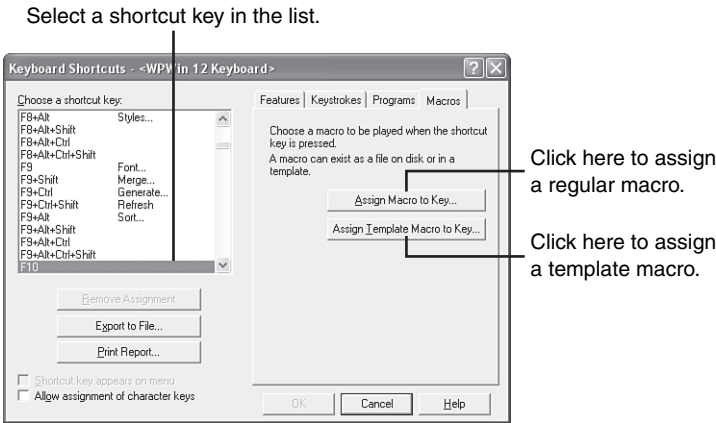 Select a shortcut key in the list.
Keyboard Shortcuts - <WPWin 12 Keyboard>
Choose a shortcut key:
F8+Alt Styles...
F8+Alt+Shift
F8+Alt+Ctrl
F8+Alt+Ctrl+Shift
F9 Font...
F9+Shift Merge...
F9+Ctrl Generate...
F9+Ctrl+Shift Refresh
F9+Alt Sort...
F9+Alt+Shift
F9+Alt+Ctrl
F9+Alt+Ctrl+Shift
F10
Remove Assignment
Export to File...
Print Report...
Shortcut key appears on menu
Allow assignment of character keys
Features Keystrokes Programs Macros
Choose a macro to be played when the shortcut
key is pressed.
A macro can exist as a file on disk or in a
template.
Assign Macro to Key...
Assign Template Macro to Key...
OK Cancel Help
Click here to assign
a regular macro.
Click here to assign
a template macro.